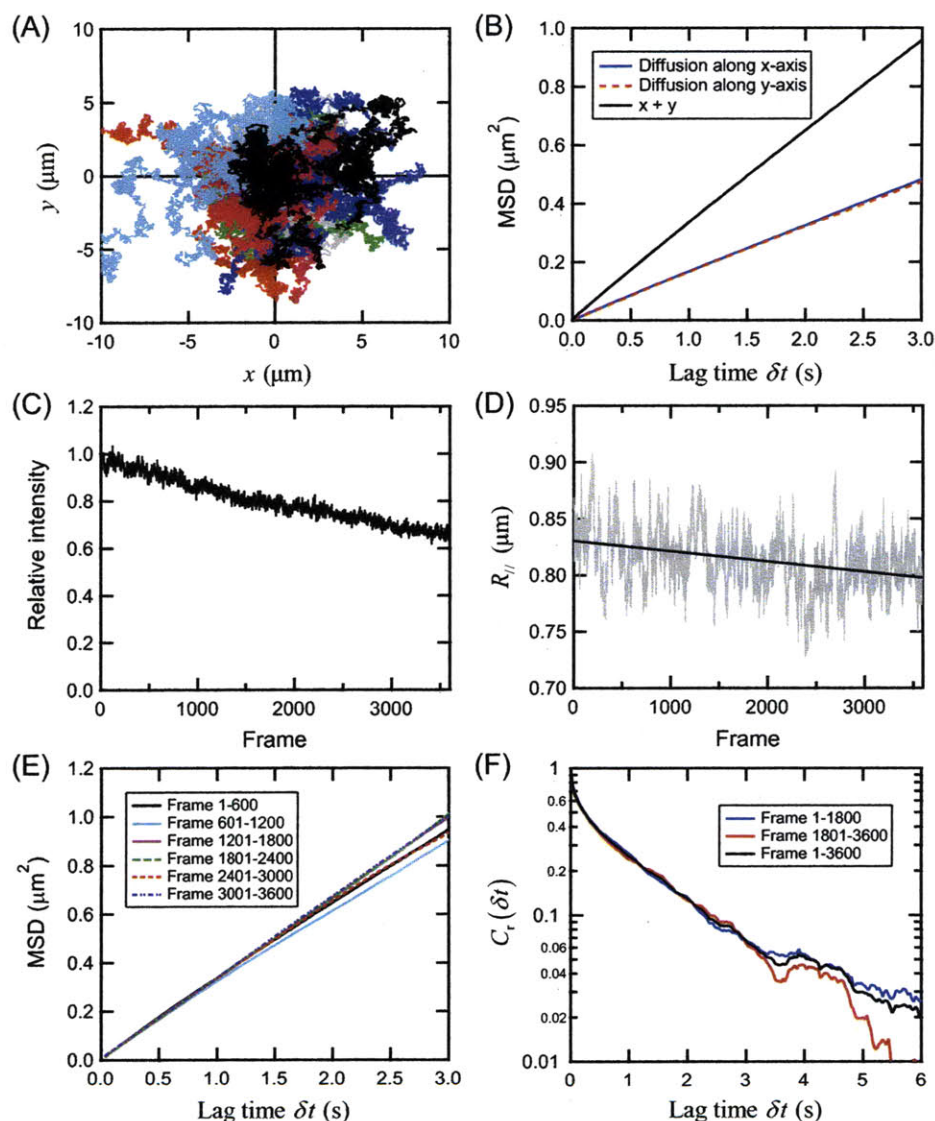 (A)
10
5
0
-5
-10
y (μm)
-10 -5 0 5 10
x (μm)
(B)
1.0
0.8
0.6
0.4
0.2
0.0
MSD (μm²)
Diffusion along x-axis
Diffusion along y-axis
x + y
0.0 0.5 1.0 1.5 2.0 2.5 3.0
Lag time δt (s)
(C)
1.2
1.0
0.8
0.6
0.4
0.2
0.0
Relative intensity
0 1000 2000 3000
Frame
(D)
0.95
0.90
0.85
0.80
0.75
0.70
R// (μm)
0 1000 2000 3000
Frame
(E)
1.2
1.0
0.8
0.6
0.4
0.2
0.0
MSD (μm²)
Frame 1-600
Frame 601-1200
Frame 1201-1800
Frame 1801-2400
Frame 2401-3000
Frame 3001-3600
0.0 0.5 1.0 1.5 2.0 2.5 3.0
Lag time δt (s)
(F)
1
0.6
0.4
0.2
0.1
0.06
0.04
0.02
0.01
Cr(δt)
Frame 1-1800
Frame 1801-3600
Frame 1-3600
0 1 2 3 4 5 6
Lag time δt (s)